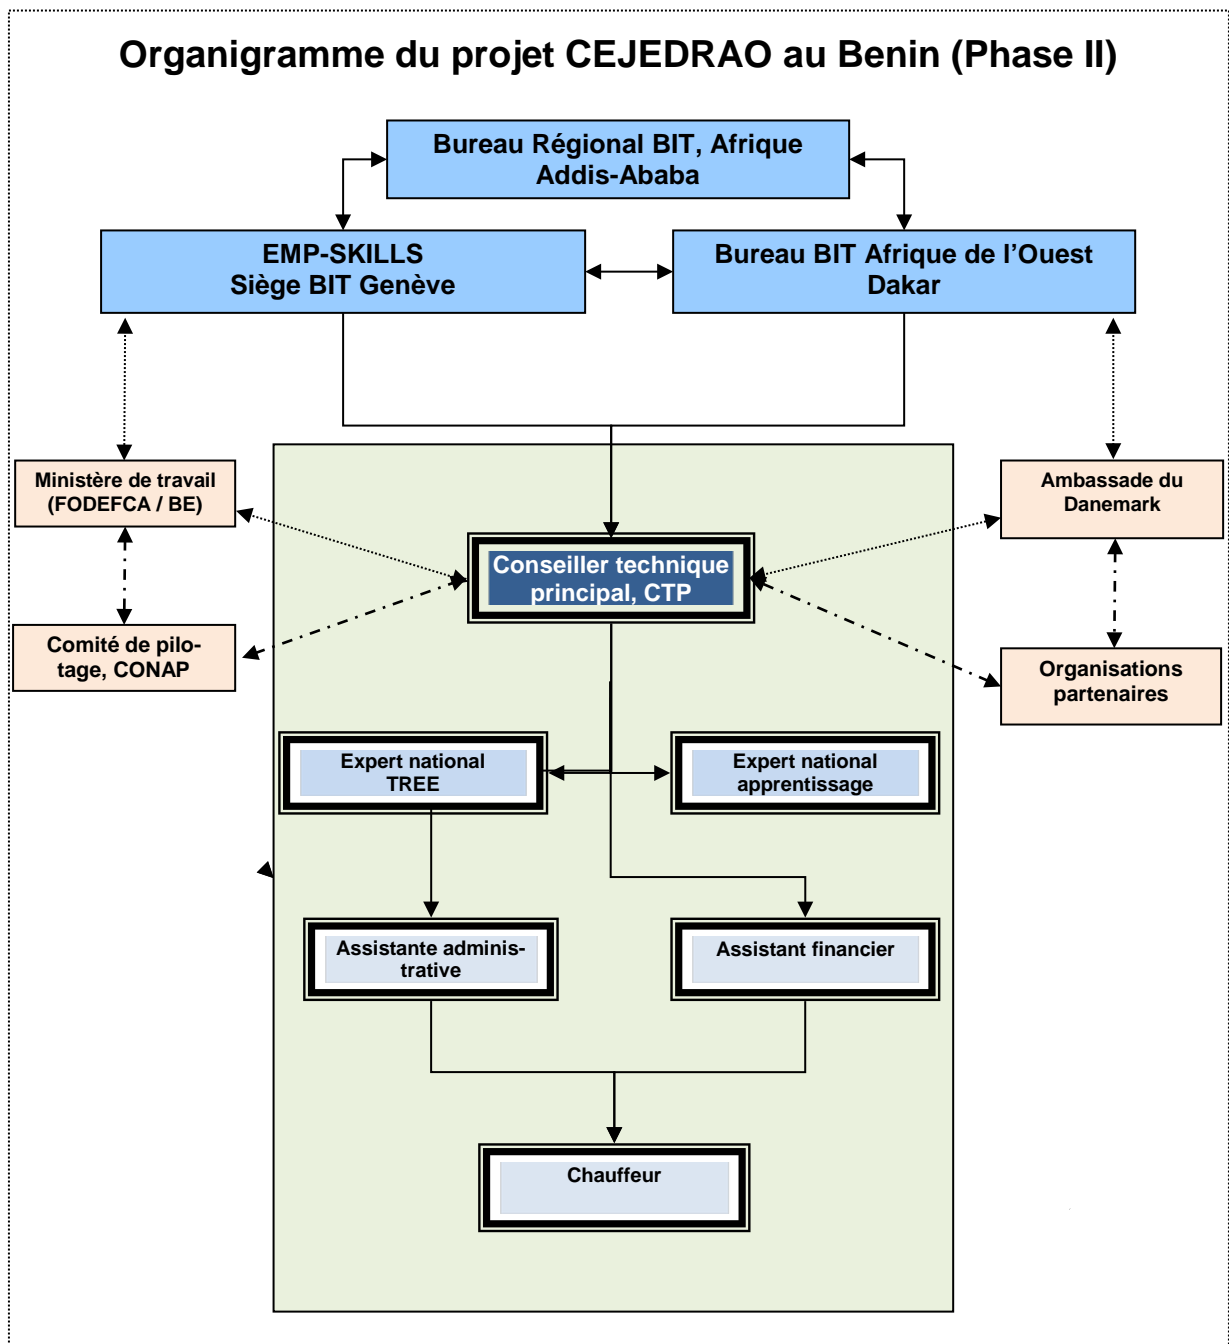 Organigramme du projet CEJEDRAO au Benin (Phase II)
Bureau Régional BIT, Afrique
Addis-Ababa
EMP-SKILLS
Siège BIT Genève
Bureau BIT Afrique de l’Ouest
Dakar
Ministère de travail
(FODEFCA / BE)
Ambassade du
Danemark
Conseiller technique
principal, CTP
Comité de pilo-
tage, CONAP
Organisations
partenaires
Expert national
TREE
Expert national
apprentissage
Assistante adminis-
trative
Assistant financier
Chauffeur